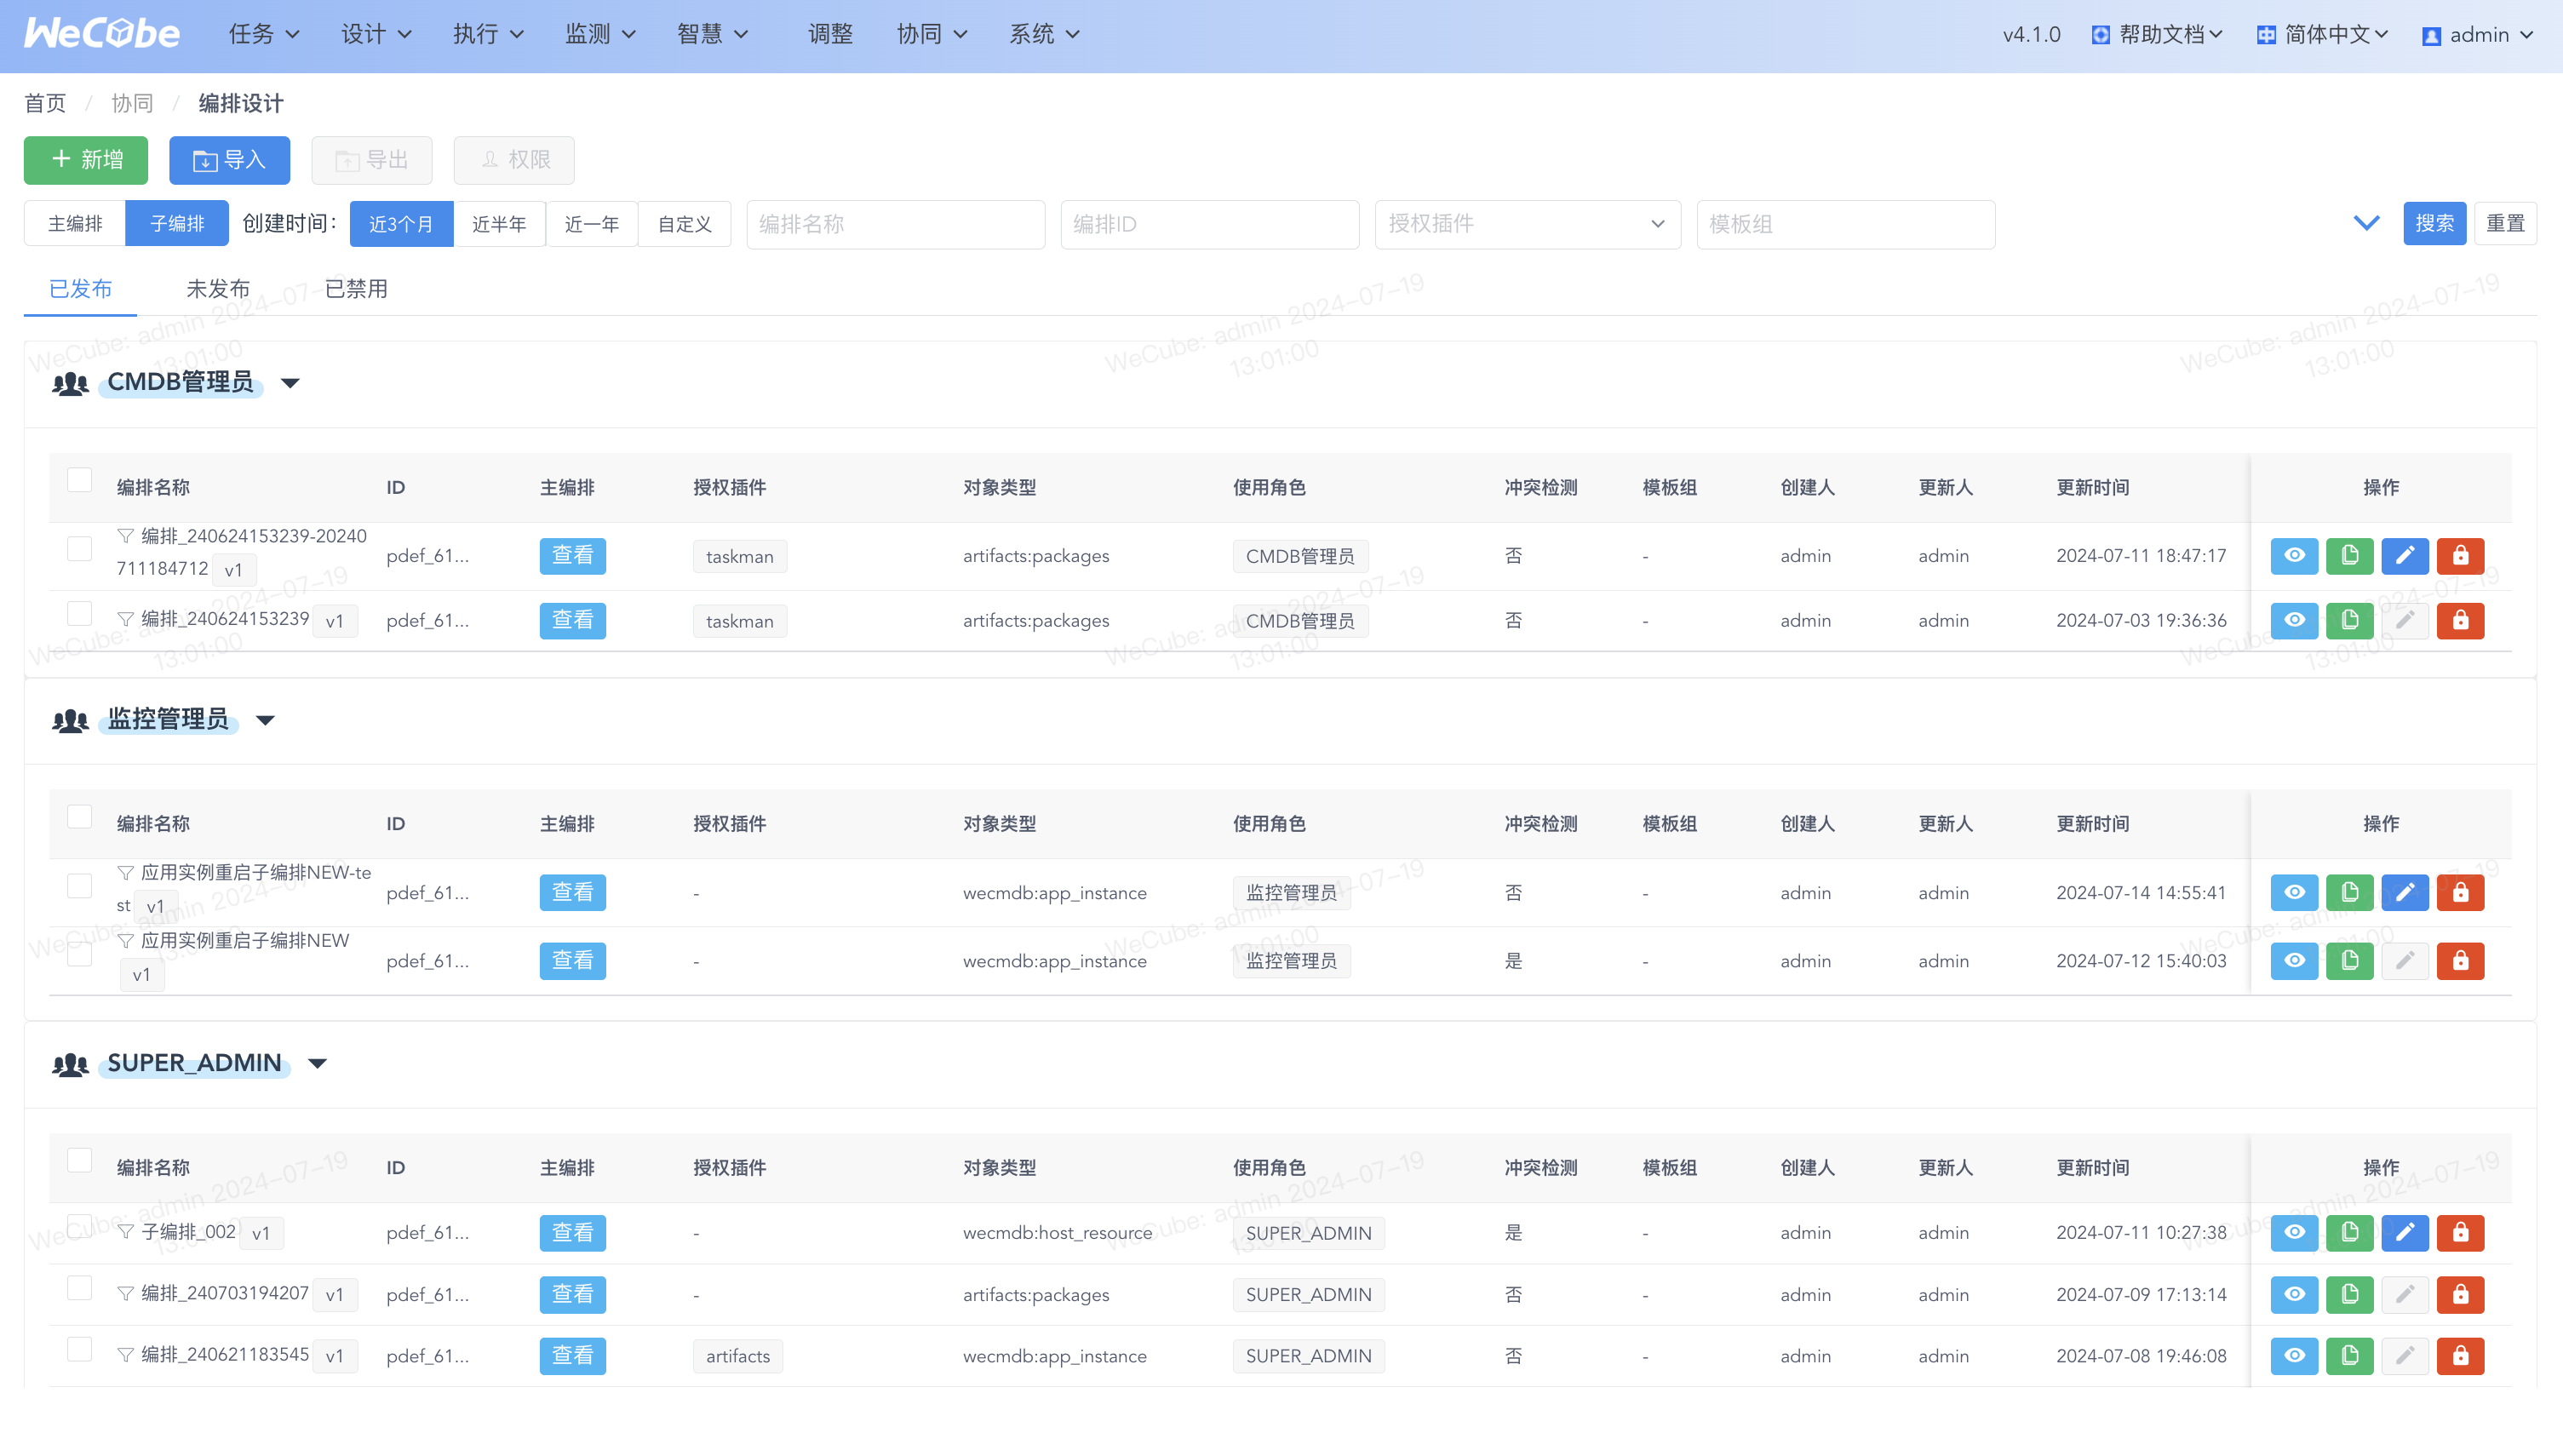 WeCube 任务 设计 执行 监测 智慧 调整 协同 系统 v4.1.0 帮助文档 简体中文 admin
首页 / 协同 / 编排设计
新增 导入 导出 权限
主编排 子编排 创建时间: 近3个月 近半年 近一年 自定义 编排名称 编排ID 授权插件 模板组 搜索 重置
已发布 未发布 已禁用
WeCube: admin 2024-07-19 13:01:00
CMDB管理员
编排名称 ID 主编排 授权插件 对象类型 使用角色 冲突检测 模板组 创建人 更新人 更新时间 操作
编排_240624153239-20240711184712 v1 pdef_61... 查看 taskman artifacts:packages CMDB管理员 否 - admin admin 2024-07-11 18:47:17
编排_240624153239 v1 pdef_61... 查看 taskman artifacts:packages CMDB管理员 否 - admin admin 2024-07-03 19:36:36
监控管理员
编排名称 ID 主编排 授权插件 对象类型 使用角色 冲突检测 模板组 创建人 更新人 更新时间 操作
应用实例重启子编排NEW-test v1 pdef_61... 查看 - wecmdb:app_instance 监控管理员 否 - admin admin 2024-07-14 14:55:41
应用实例重启子编排NEW v1 pdef_61... 查看 - wecmdb:app_instance 监控管理员 是 - admin admin 2024-07-12 15:40:03
SUPER_ADMIN
编排名称 ID 主编排 授权插件 对象类型 使用角色 冲突检测 模板组 创建人 更新人 更新时间 操作
子编排_002 v1 pdef_61... 查看 - wecmdb:host_resource SUPER_ADMIN 是 - admin admin 2024-07-11 10:27:38
编排_240703194207 v1 pdef_61... 查看 - artifacts:packages SUPER_ADMIN 否 - admin admin 2024-07-09 17:13:14
编排_240621183545 v1 pdef_61... 查看 artifacts wecmdb:app_instance SUPER_ADMIN 否 - admin admin 2024-07-08 19:46:08